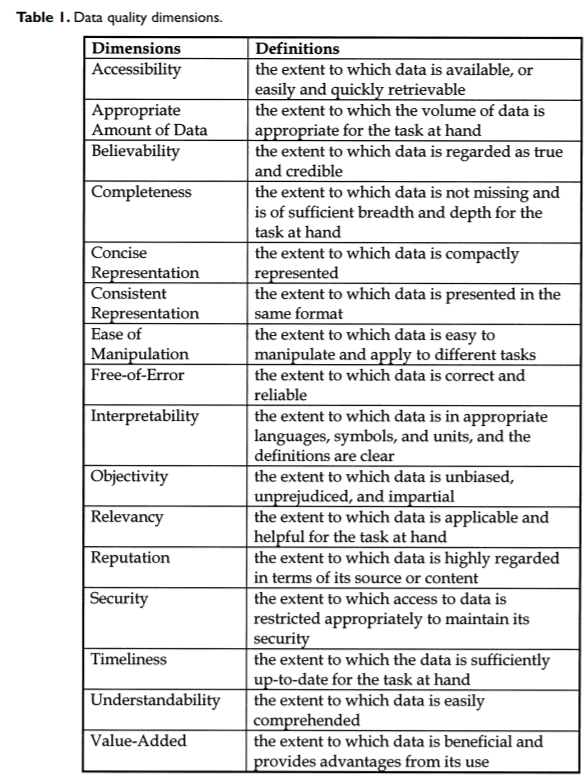 Table 1. Data quality dimensions.
Dimensions Definitions
Accessibility the extent to which data is available, or
easily and quickly retrievable
Appropriate the extent to which the volume of data is
Amount of Data appropriate for the task at hand
Believability the extent to which data is regarded as true
and credible
Completeness the extent to which data is not missing and
is of sufficient breadth and depth for the
task at hand
Concise the extent to which data is compactly
Representation represented
Consistent the extent to which data is presented in the
Representation same format
Ease of the extent to which data is easy to
Manipulation manipulate and apply to different tasks
Free-of-Error the extent to which data is correct and
reliable
Interpretability the extent to which data is in appropriate
languages, symbols, and units, and the
definitions are clear
Objectivity the extent to which data is unbiased,
unprejudiced, and impartial
Relevancy the extent to which data is applicable and
helpful for the task at hand
Reputation the extent to which data is highly regarded
in terms of its source or content
Security the extent to which access to data is
restricted appropriately to maintain its
security
Timeliness the extent to which the data is sufficiently
up-to-date for the task at hand
Understandability the extent to which data is easily
comprehended
Value-Added the extent to which data is beneficial and
provides advantages from its use